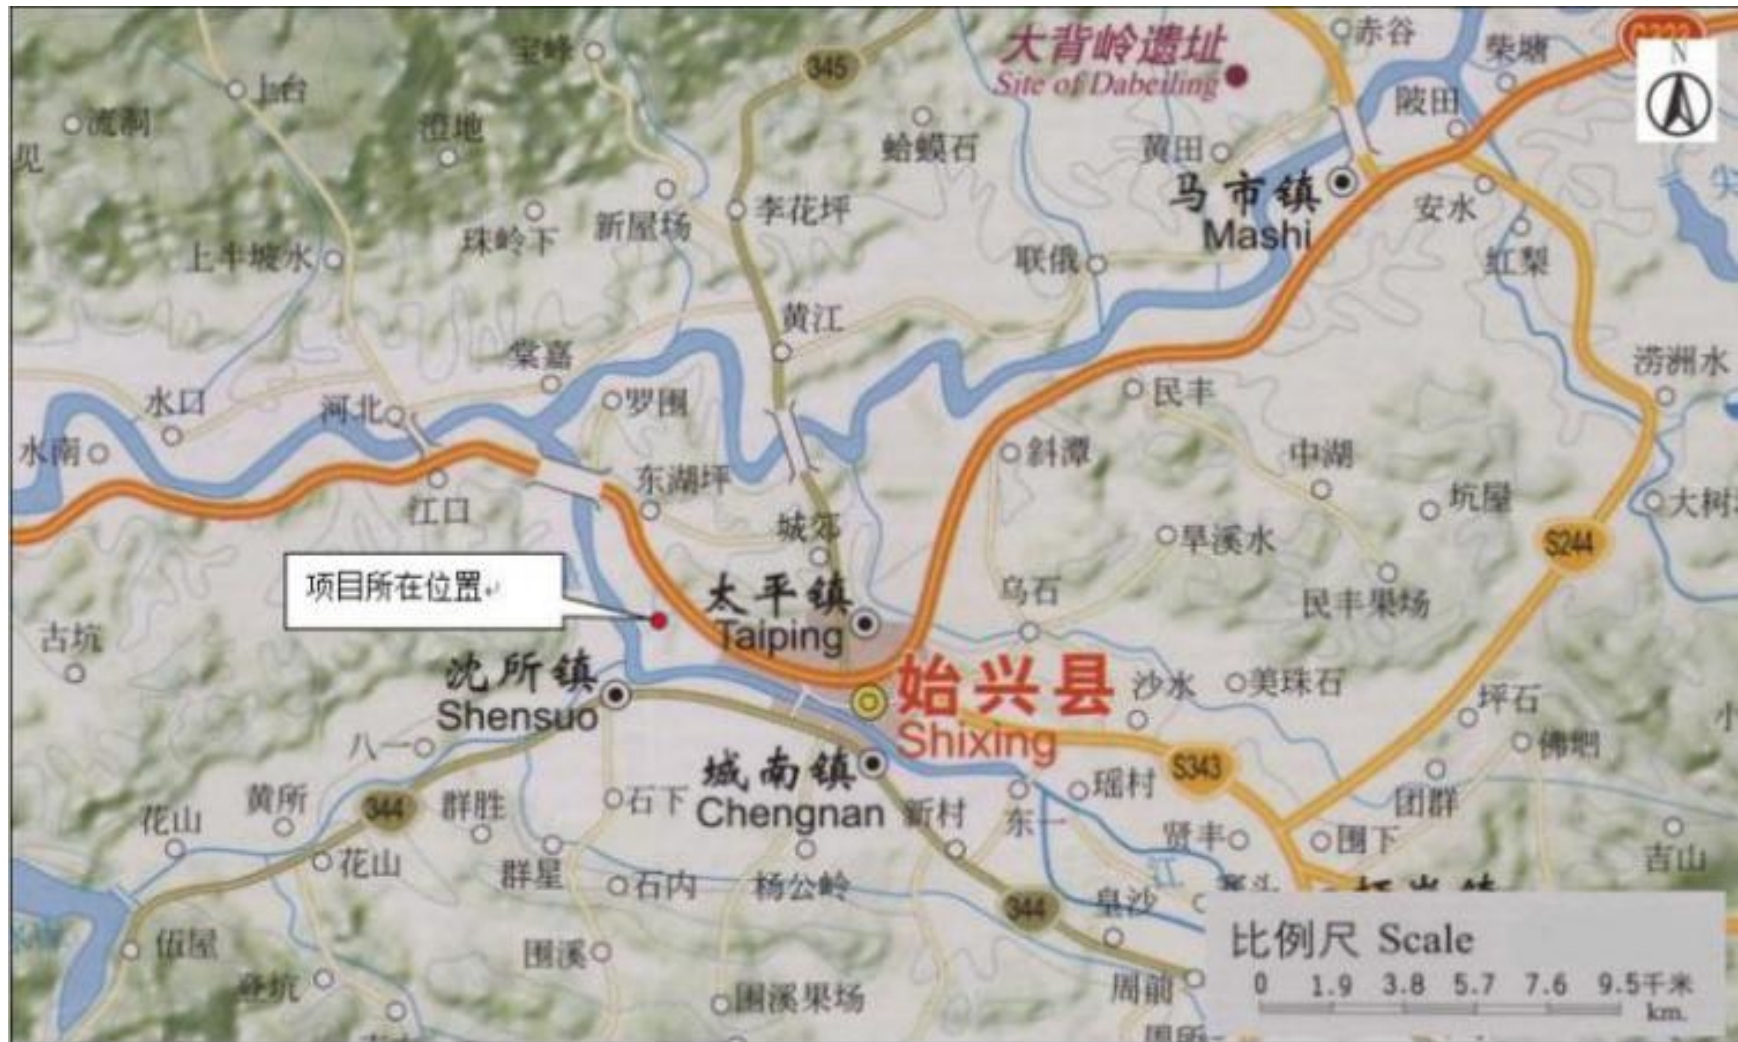 宝峰
345
大背岭遗址
Site of Dabeiling
赤谷
柴塘
N
上台
流洞
澄地
蛤蟆石
黄田
陂田
见
马市镇
Mashi
安水
珠岭下
新屋场
李花坪
上半坡水
联俄
红梨
黄江
棠嘉
涝洲水
水口
河北
罗围
民丰
水南
斜潭
中湖
江口
东湖坪
坑屋
城郊
旱溪水
S244
项目所在位置
太平镇
Taiping
乌石
民丰果场
古坑
沈所镇
Shensuo
始兴县
Shixing
沙水
美珠石
坪石
小
八一
城南镇
Chengnan
S343
瑶村
团群
花山
黄所
344
群胜
石下
新村
东一
贤丰
围下
吉山
花山
群星
石内
杨公岭
江
344
皇沙
伍屋
围溪
围溪果场
周前
比例尺 Scale
0 1.9 3.8 5.7 7.6 9.5千米
km.